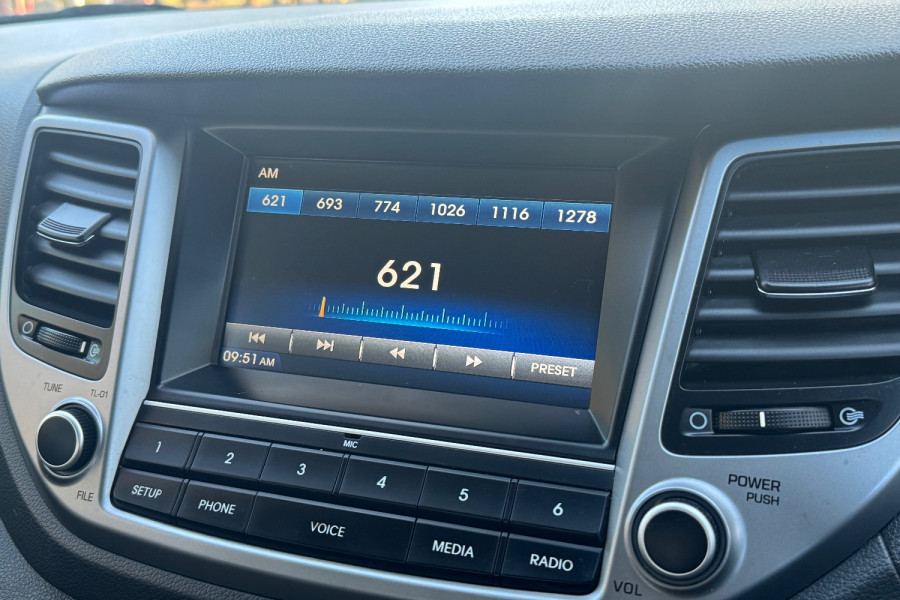 AM
621 693 774 1026 1116 1278
621
PRESET
09:51 AM
TUNE
TL-01
FILE
MIC
1 2 3 4 5 6
SETUP PHONE VOICE MEDIA RADIO
POWER
PUSH
VOL